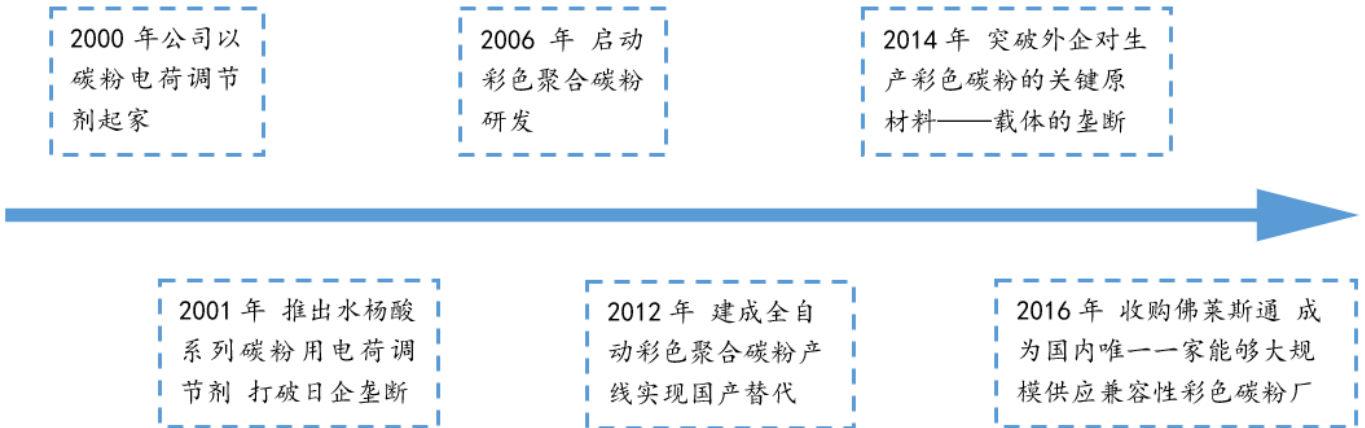 2000 年公司以
碳粉电荷调节
剂起家
2001 年 推出水杨酸
系列碳粉用电荷调
节剂 打破日企垄断
2006 年 启动
彩色聚合碳粉
研发
2012 年 建成全自
动彩色聚合碳粉产
线实现国产替代
2014 年 突破外企对生
产彩色碳粉的关键原
材料——载体的垄断
2016 年 收购佛莱斯通 成
为国内唯一一家能够大规
模供应兼容性彩色碳粉厂